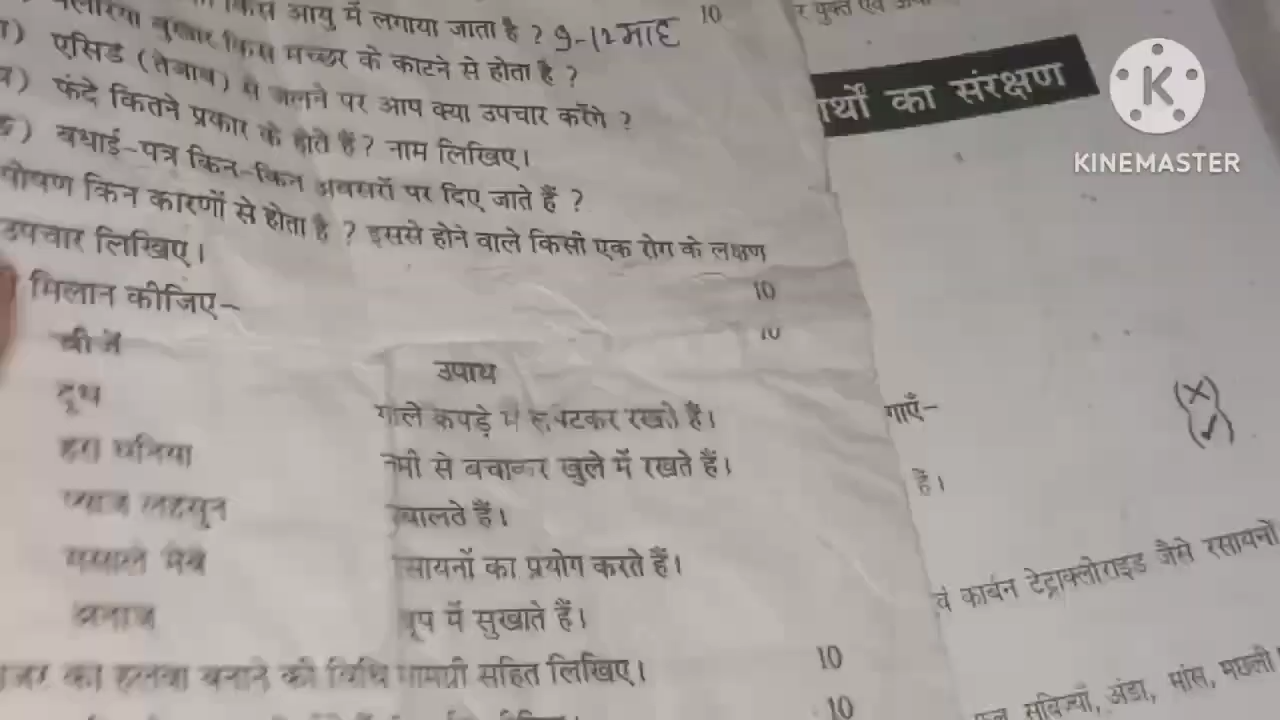 किस आयु में लगाया जाता है ? 9-12 माह 10
मलेरिया बुखार किस मच्छर के काटने से होता है ?
एसिड (तेजाब) से जलने पर आप क्या उपचार करेंगे ?
फंदे कितने प्रकार के होते हैं? नाम लिखिए।
बधाई-पत्र किन-किन अवसरों पर दिए जाते हैं ?
पोषण किन कारणों से होता है ? इससे होने वाले किसी एक रोग के लक्षण
उपचार लिखिए। 10
मिलान कीजिए- 10
उपाय
दूध गीले कपड़े में लपेटकर रखते हैं।
हरा धनिया नमी से बचाकर खुले में रखते हैं।
प्याज लहसुन उबालते हैं।
मसाले मेवे रसायनों का प्रयोग करते हैं।
अनाज धूप में सुखाते हैं।
गाजर का हलवा बनाने की विधि सामग्री सहित लिखिए। 10
10
र युक्त एवं
र्थों का संरक्षण
गाएँ-
(×)
(✓)
हैं।
वं कार्बन टेट्राक्लोराइड जैसे रसायनों
फल, सब्जियाँ, अंडा, मांस, मछली
K
KINEMASTER